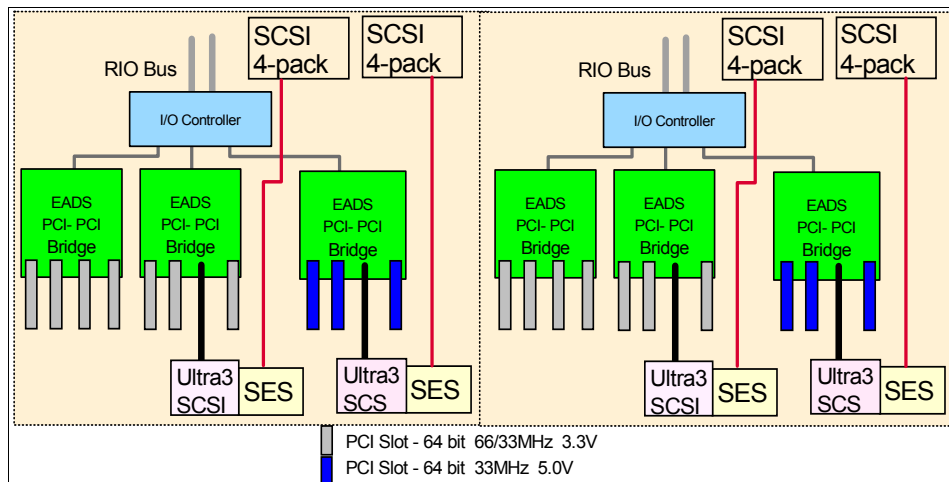 SCSI
4-pack
SCSI
4-pack
RIO Bus
I/O Controller
EADS
PCI- PCI
Bridge
EADS
PCI- PCI
Bridge
EADS
PCI- PCI
Bridge
Ultra3
SCSI
SES
Ultra3
SCS
SES
SCSI
4-pack
SCSI
4-pack
RIO Bus
I/O Controller
EADS
PCI- PCI
Bridge
EADS
PCI- PCI
Bridge
EADS
PCI- PCI
Bridge
Ultra3
SCSI
SES
Ultra3
SCS
SES
PCI Slot - 64 bit 66/33MHz 3.3V
PCI Slot - 64 bit 33MHz 5.0V